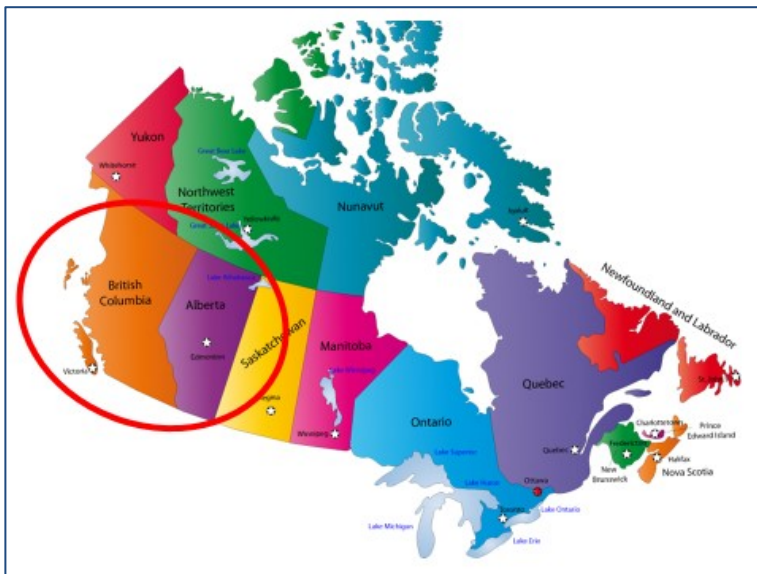 Yukon
Whitehorse
Great Bear Lake
Northwest
Territories
Yellowknife
Nunavut
Iqaluit
British
Columbia
Lake Athabasca
Alberta
Edmonton
Victoria
Saskatchewan
Regina
Manitoba
Lake Winnipeg
Winnipeg
Ontario
Lake Superior
Lake Huron
Lake Michigan
Toronto
Lake Ontario
Lake Erie
Ottawa
Quebec
Quebec
Newfoundland and Labrador
St. John's
Charlottetown
Prince
Edward Island
Fredericton
New
Brunswick
Halifax
Nova Scotia